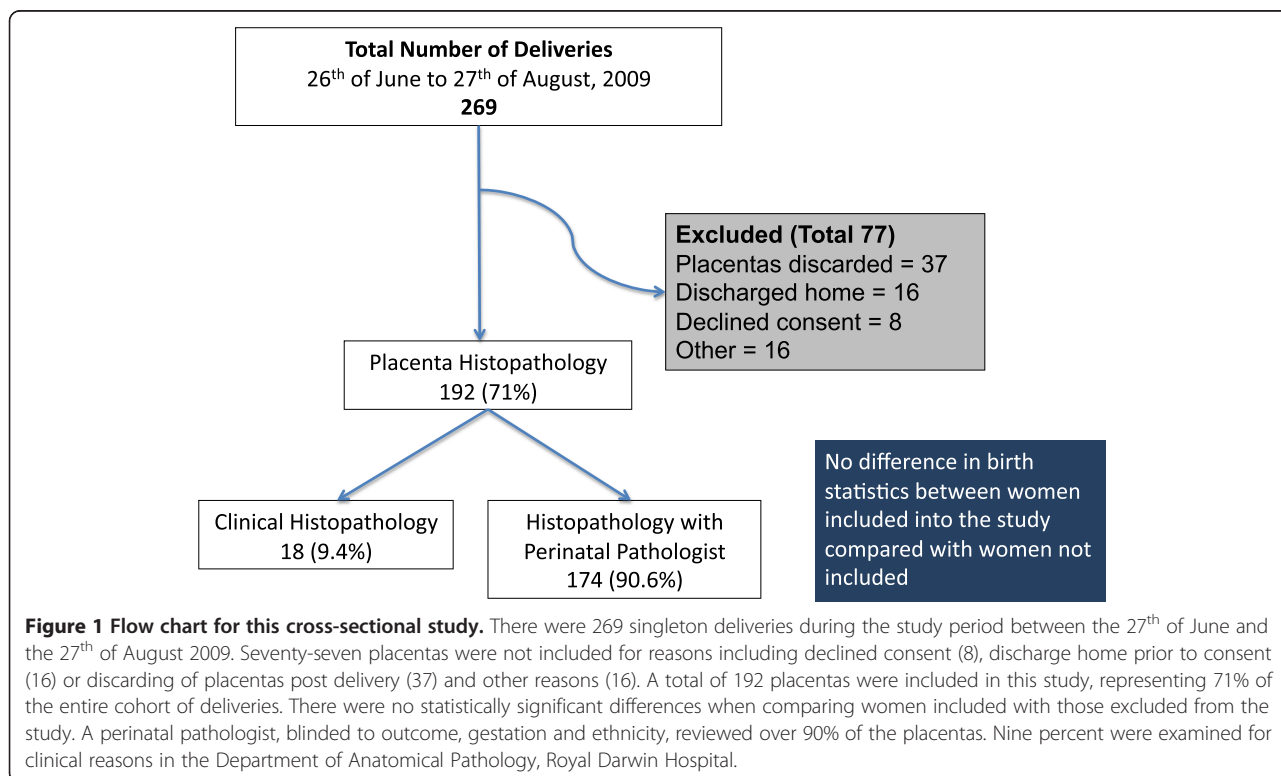 Total Number of Deliveries
26th of June to 27th of August, 2009
269
Excluded (Total 77)
Placentas discarded = 37
Discharged home = 16
Declined consent = 8
Other = 16
Placenta Histopathology
192 (71%)
Clinical Histopathology
18 (9.4%)
Histopathology with
Perinatal Pathologist
174 (90.6%)
No difference in birth
statistics between women
included into the study
compared with women not
included
Figure 1 Flow chart for this cross-sectional study. There were 269 singleton deliveries during the study period between the 27th of June and
the 27th of August 2009. Seventy-seven placentas were not included for reasons including declined consent (8), discharge home prior to consent
(16) or discarding of placentas post delivery (37) and other reasons (16). A total of 192 placentas were included in this study, representing 71% of
the entire cohort of deliveries. There were no statistically significant differences when comparing women included with those excluded from the
study. A perinatal pathologist, blinded to outcome, gestation and ethnicity, reviewed over 90% of the placentas. Nine percent were examined for
clinical reasons in the Department of Anatomical Pathology, Royal Darwin Hospital.